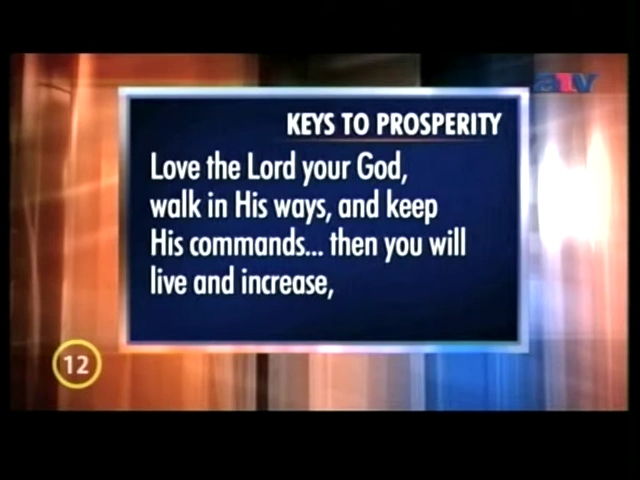 atv
KEYS TO PROSPERITY
Love the Lord your God,
walk in His ways, and keep
His commands... then you will
live and increase,
12